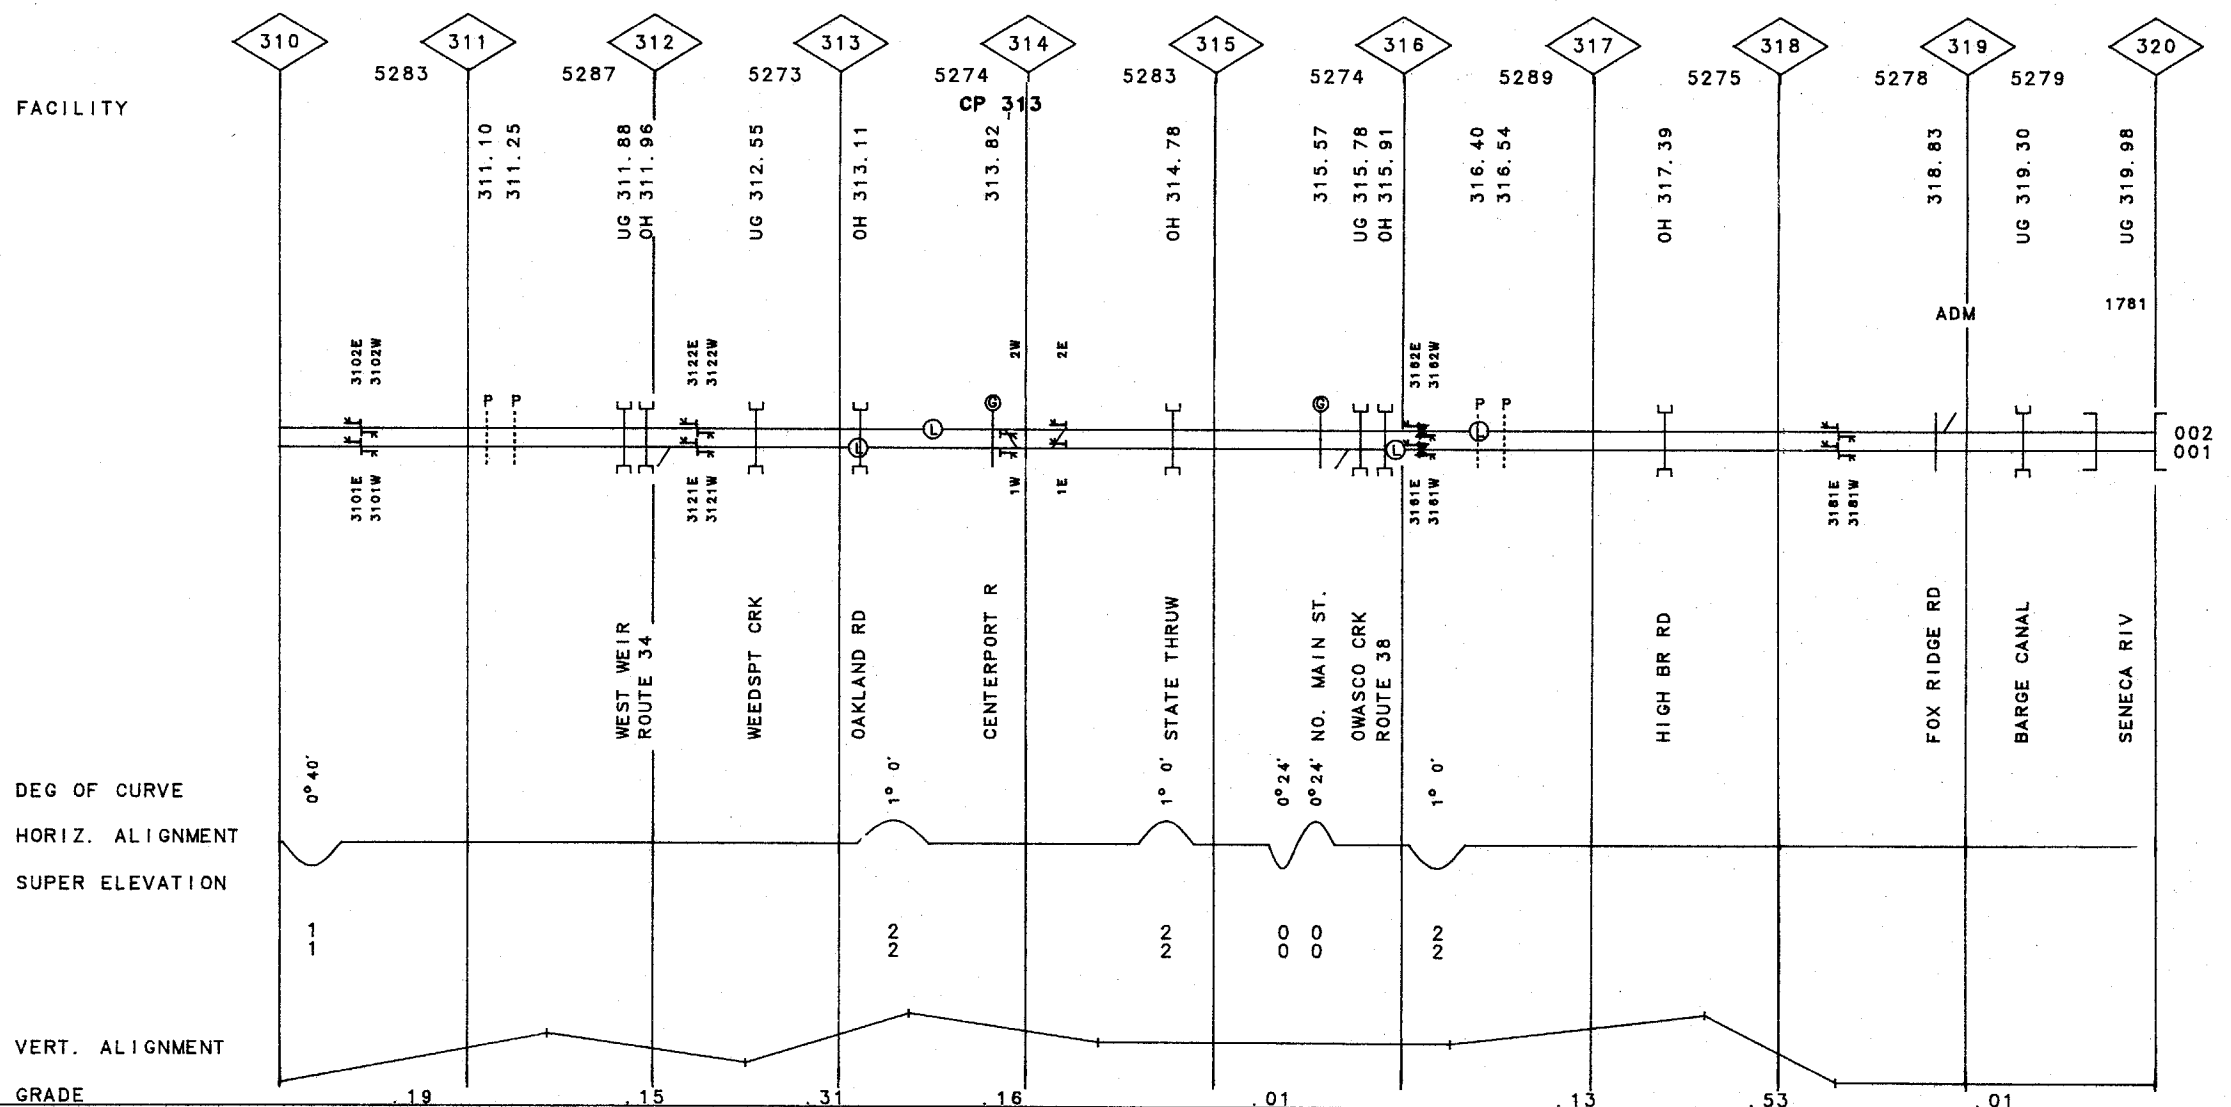 310 311 312 313 314 315 316 317 318 319 320
5283 5287 5273 5274 5283 5274 5289 5275 5278 5279
FACILITY
CP 313
311.10
311.25
UG 311.88
OH 311.96
UG 312.55
OH 313.11
313.82
OH 314.78
315.57
UG 315.78
OH 315.91
316.40
316.54
OH 317.39
318.83
UG 319.30
UG 319.98
ADM
1781
3102E
3102W
3122E
3122W
2W
2E
3162E
3162W
P P G G P P
L L L L
002
001
3101E
3101W
3121E
3121W
1W
1E
3161E
3161W
3181E
3181W
WEST WEIR
ROUTE 34
WEEDSPT CRK
OAKLAND RD
CENTERPORT R
STATE THRUW
NO. MAIN ST.
OWASCO CRK
ROUTE 38
HIGH BR RD
FOX RIDGE RD
BARGE CANAL
SENECA RIV
DEG OF CURVE
0° 40'
1° 0'
1° 0'
0° 24'
0° 24'
1° 0'
HORIZ. ALIGNMENT
SUPER ELEVATION
1 2 2 0 0 2
1 2 2 0 0 2
VERT. ALIGNMENT
GRADE .19 .15 .31 .16 .01 .13 .53 .01